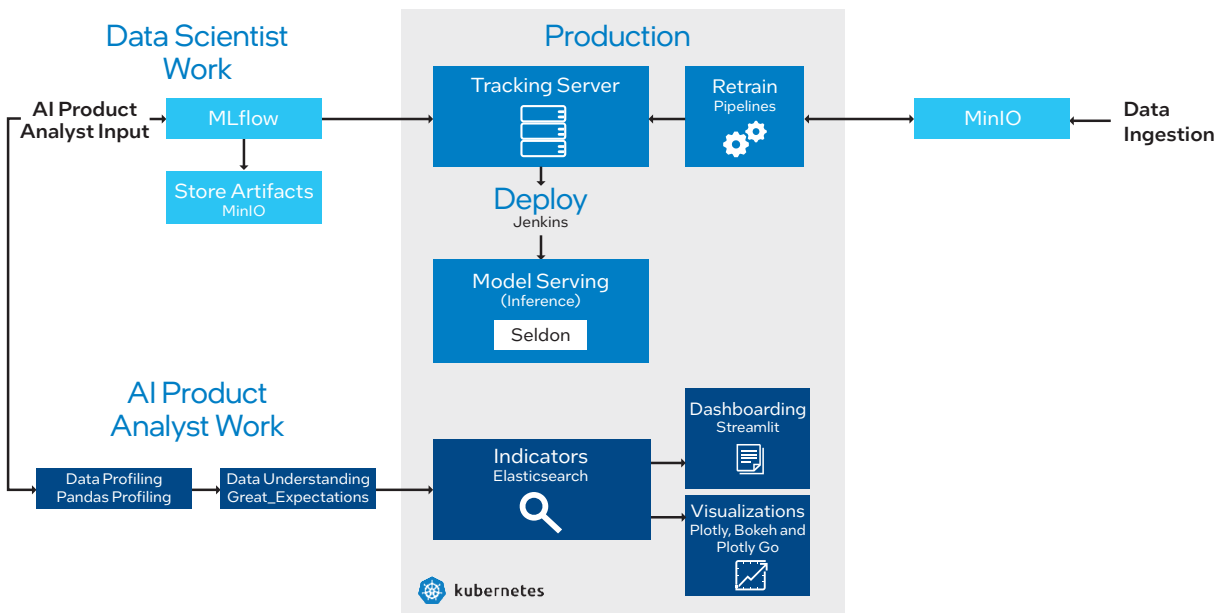 Data Scientist
Work
Production
AI Product
Analyst Input
MLflow
Tracking Server
Retrain
Pipelines
MinIO
Data
Ingestion
Store Artifacts
MinIO
Deploy
Jenkins
Model Serving
(Inference)
Seldon
AI Product
Analyst Work
Data Profiling
Pandas Profiling
Data Understanding
Great_Expectations
Indicators
Elasticsearch
Dashboarding
Streamlit
Visualizations
Plotly, Bokeh and
Plotly Go
kubernetes